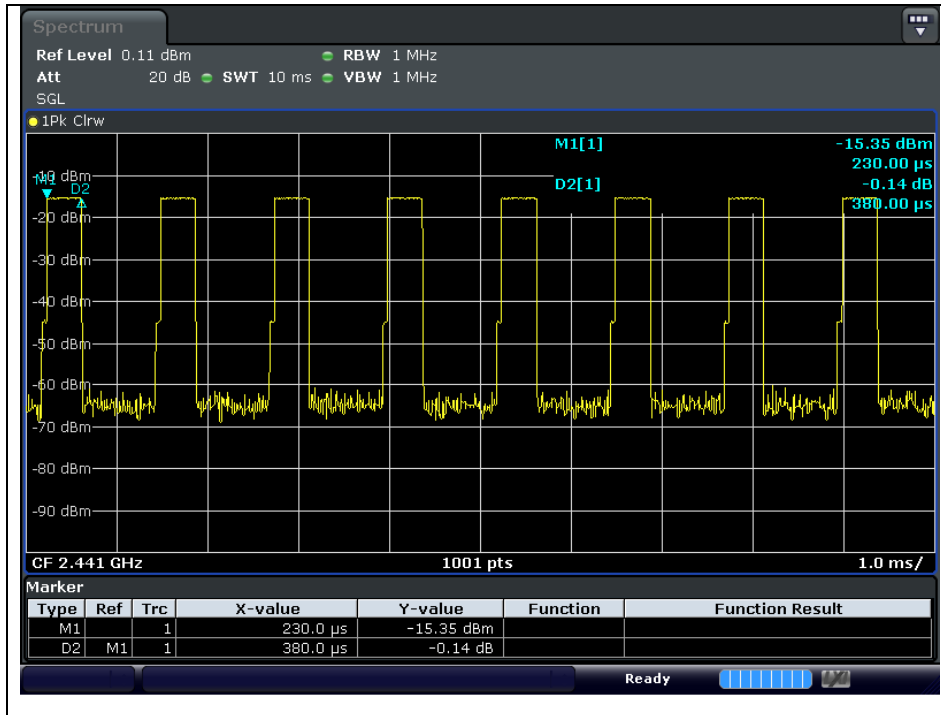 Spectrum
Ref Level 0.11 dBm RBW 1 MHz
Att 20 dB SWT 10 ms VBW 1 MHz
SGL
1Pk Clrw
M1[1] -15.35 dBm
230.00 µs
D2[1] -0.14 dB
380.00 µs
-10 dBm
M1
D2
-20 dBm
-30 dBm
-40 dBm
-50 dBm
-60 dBm
-70 dBm
-80 dBm
-90 dBm
CF 2.441 GHz 1001 pts 1.0 ms/
Marker
Type Ref Trc X-value Y-value Function Function Result
M1 1 230.0 µs -15.35 dBm
D2 M1 1 380.0 µs -0.14 dB
Ready